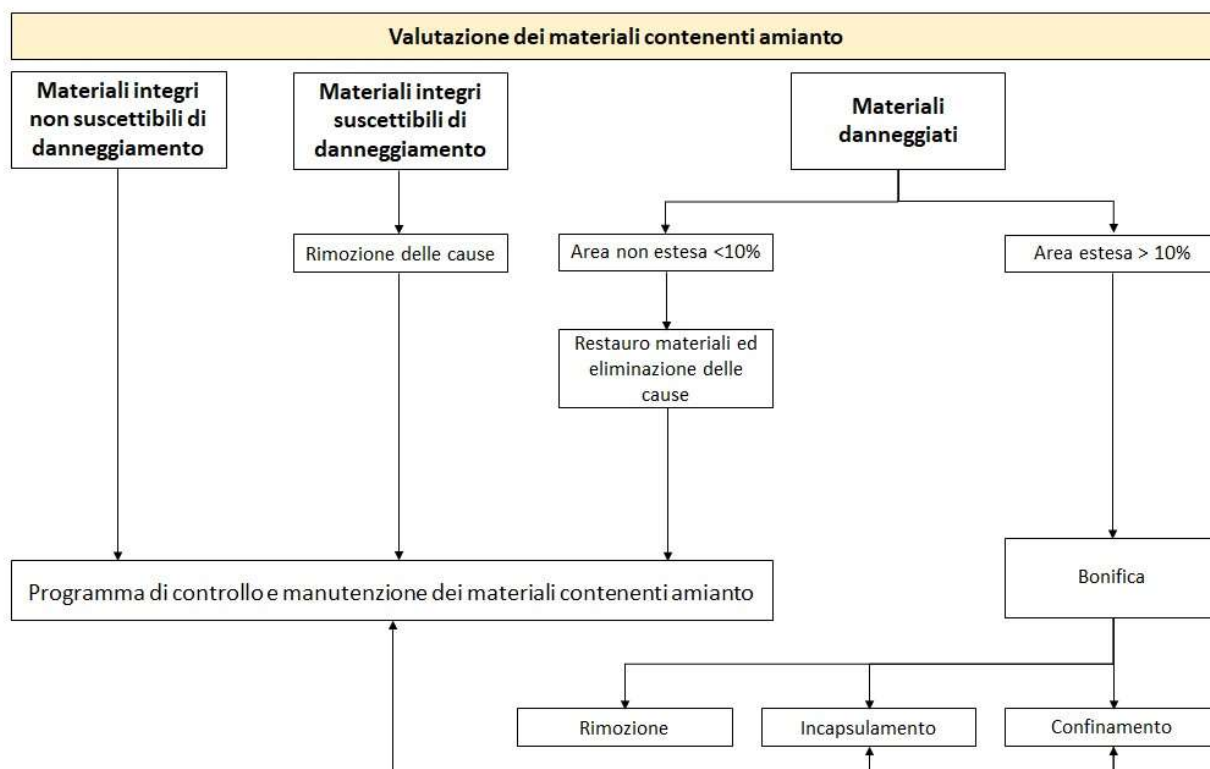 Valutazione dei materiali contenenti amianto
Materiali integri
non suscettibili di
danneggiamento
Materiali integri
suscettibili di
danneggiamento
Materiali
danneggiati
Rimozione delle cause
Area non estesa <10%
Area estesa > 10%
Restauro materiali ed
eliminazione delle
cause
Programma di controllo e manutenzione dei materiali contenenti amianto
Bonifica
Rimozione
Incapsulamento
Confinamento